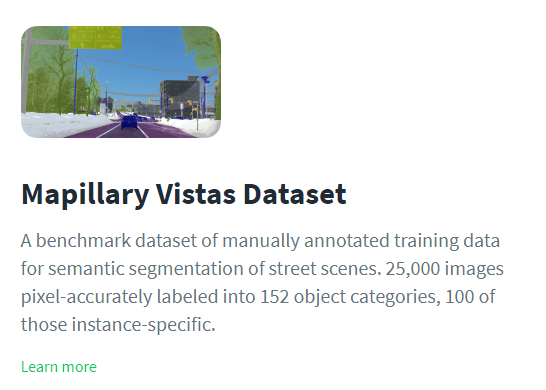 Mapillary Vistas Dataset
A benchmark dataset of manually annotated training data
for semantic segmentation of street scenes. 25,000 images
pixel-accurately labeled into 152 object categories, 100 of
those instance-specific.
Learn more